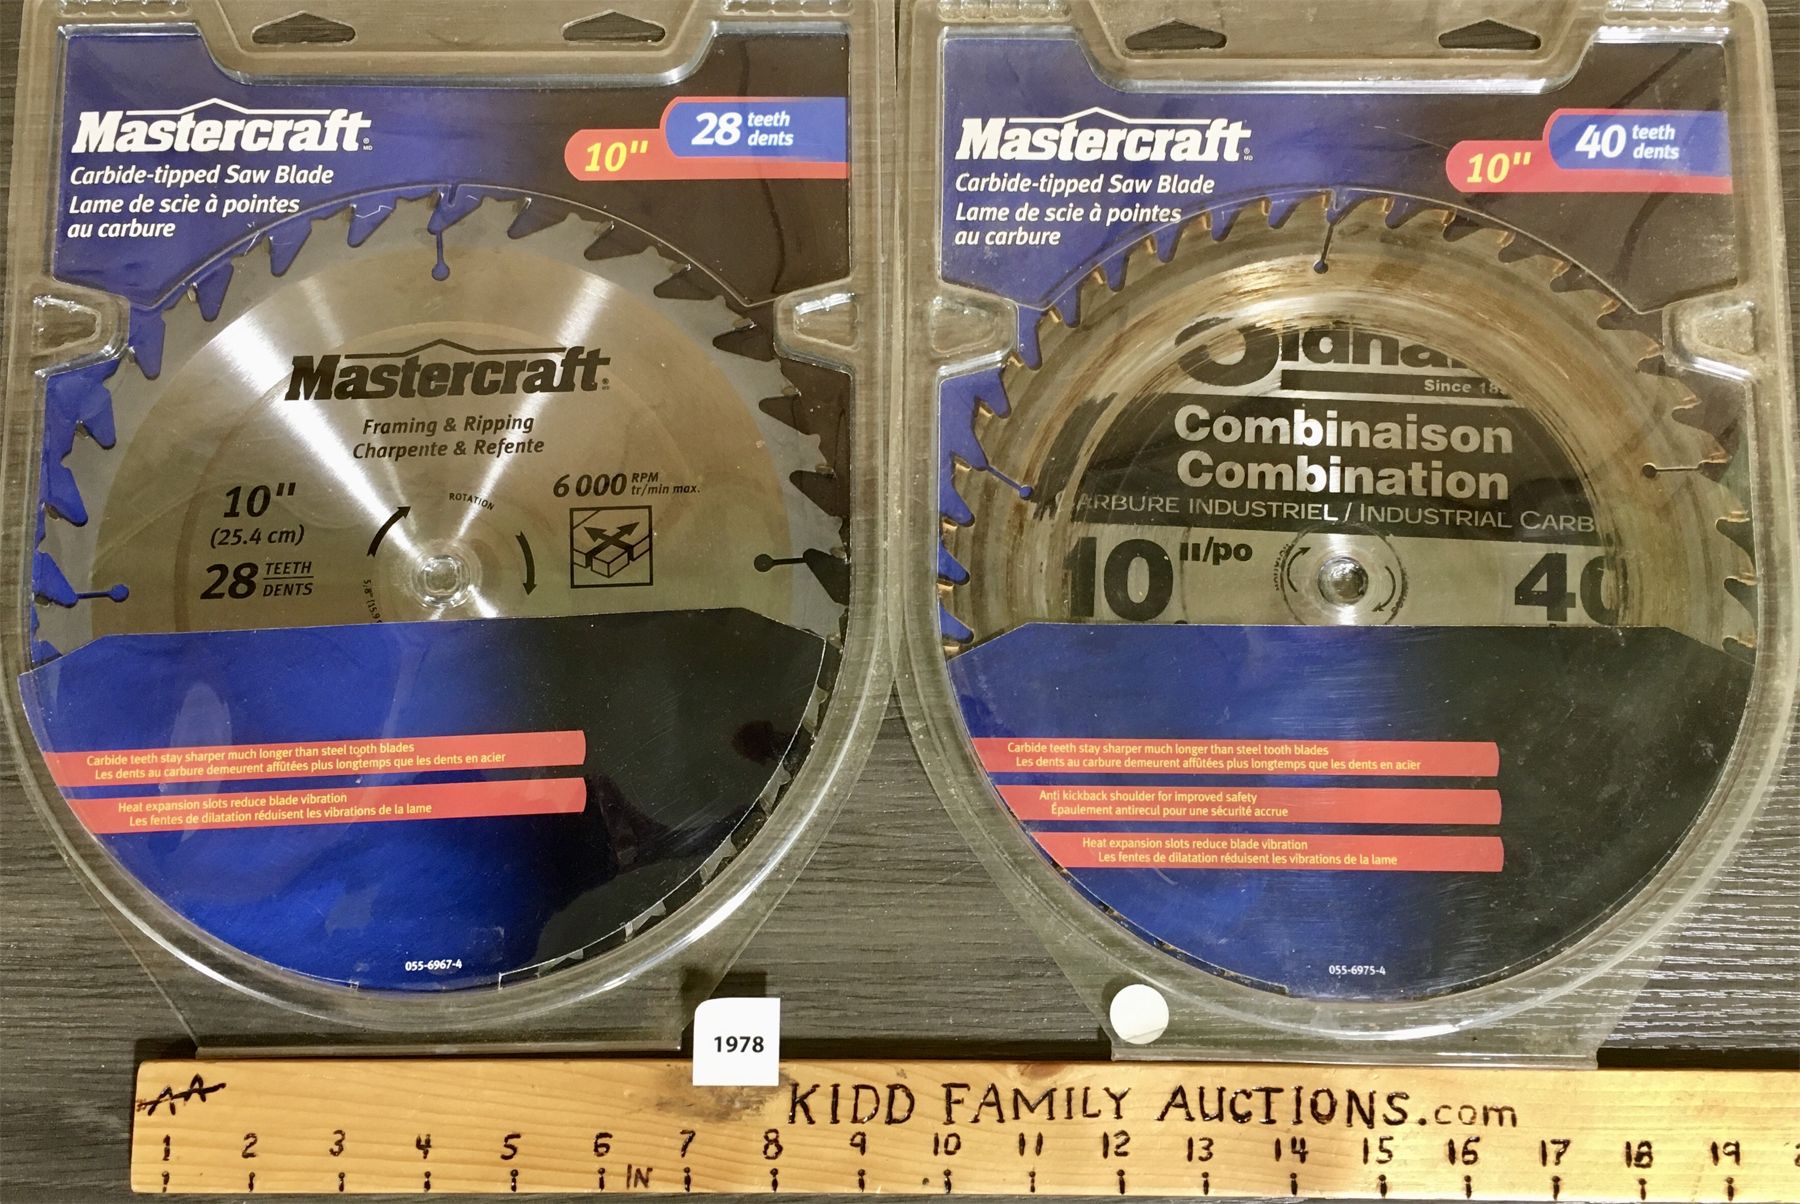 Mastercraft
Carbide-tipped Saw Blade
Lame de scie à pointes
au carbure
10"
28 teeth
dents
Mastercraft
Framing & Ripping
Charpente & Refente
10"
(25.4 cm)
28 TEETH
DENTS
ROTATION
6 000 RPM
tr/min max.
5/8"
Carbide teeth stay sharper much longer than steel tooth blades
Les dents au carbure demeurent affûtées plus longtemps que les dents en acier
Heat expansion slots reduce blade vibration
Les fentes de dilatation réduisent les vibrations de la lame
055-6967-4
Mastercraft
Carbide-tipped Saw Blade
Lame de scie à pointes
au carbure
10"
40 teeth
dents
Since
Combinaison
Combination
CARBURE INDUSTRIEL / INDUSTRIAL CARB
10"/po
40
Carbide teeth stay sharper much longer than steel tooth blades
Les dents au carbure demeurent affûtées plus longtemps que les dents en acier
Anti kickback shoulder for improved safety
Épaulement antirecul pour une sécurité accrue
Heat expansion slots reduce blade vibration
Les fentes de dilatation réduisent les vibrations de la lame
055-6975-4
1978
KIDD FAMILY AUCTIONS.com
1 2 3 4 5 6 7 8 9 10 11 12 13 14 15 16 17 18 19
IN